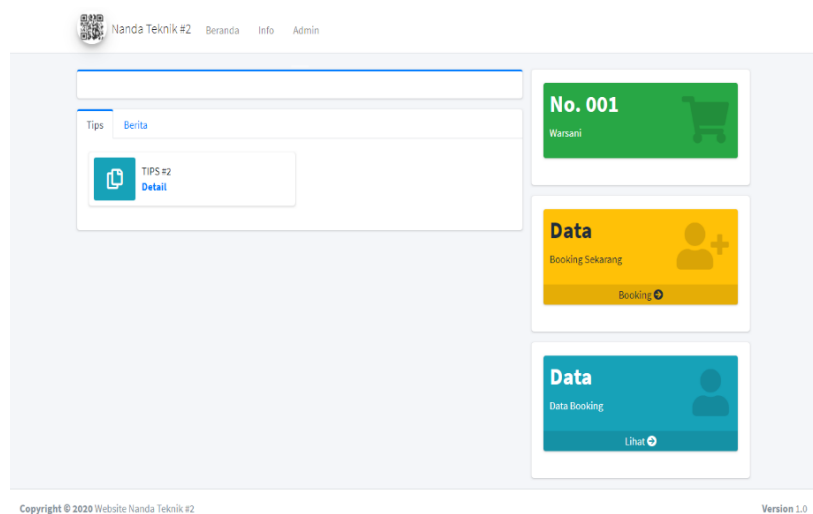 Nanda Teknik #2 Beranda Info Admin
Tips Berita
TIPS #2
Detail
No. 001
Warsani
Data
Booking Sekarang
Booking
Data
Data Booking
Lihat
Copyright © 2020 Website Nanda Teknik #2 Version 1.0